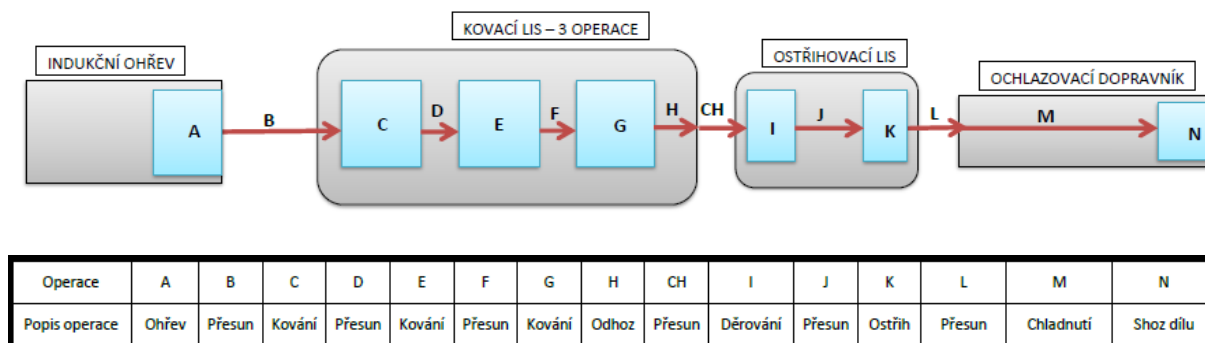 KOVACÍ LIS – 3 OPERACE
INDUKČNÍ OHŘEV
OSTŘIHOVACÍ LIS
OCHLAZOVACÍ DOPRAVNÍK
A B C D E F G H CH I J K L M N
Operace A B C D E F G H CH I J K L M N
Popis operace Ohřev Přesun Kování Přesun Kování Přesun Kování Odhoz Přesun Děrování Přesun Ostřih Přesun Chladnutí Shoz dílu